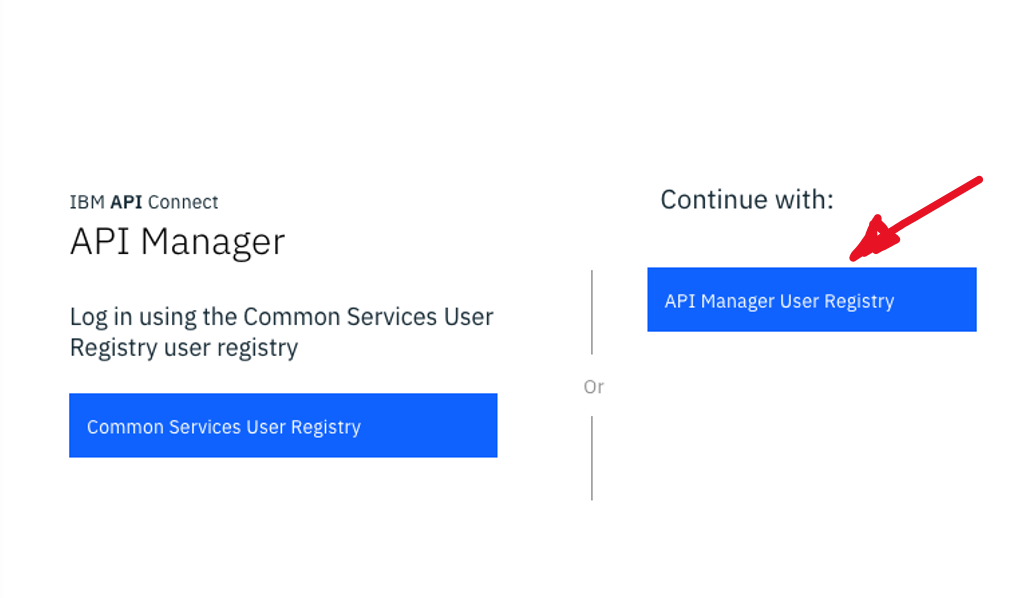 IBM API Connect
API Manager
Log in using the Common Services User
Registry user registry
Common Services User Registry
Or
Continue with:
API Manager User Registry